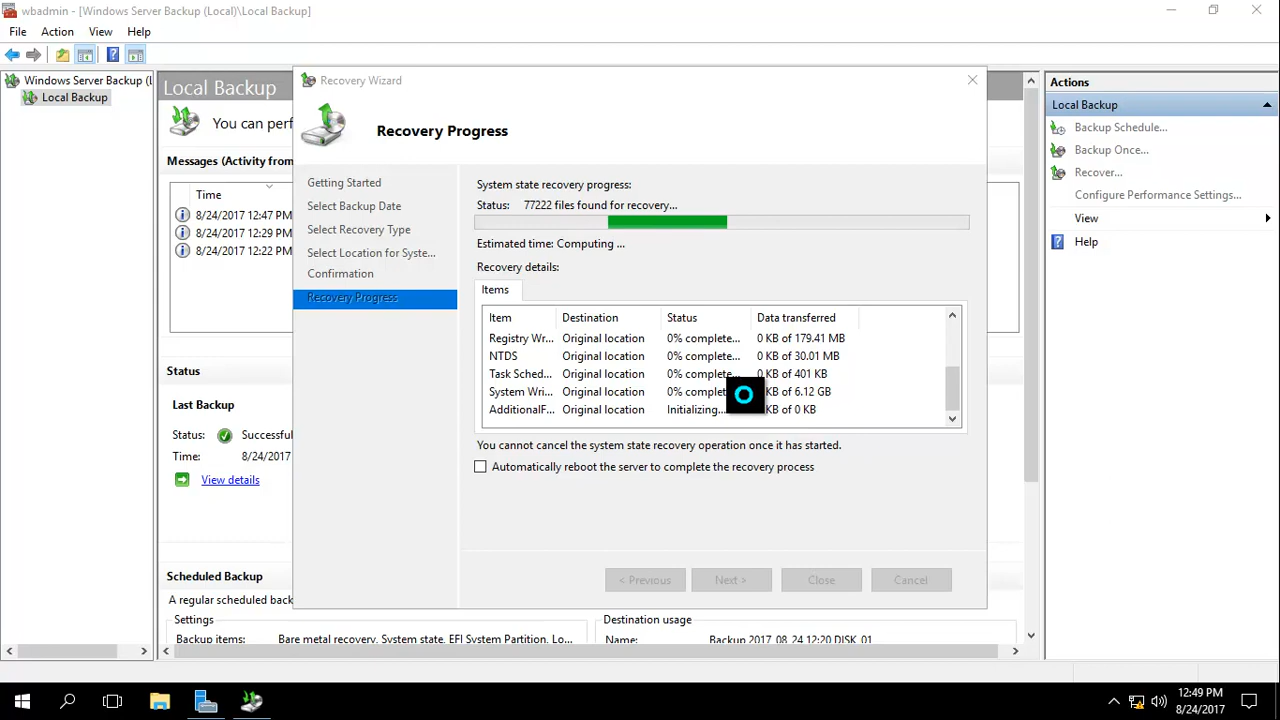 wbadmin - [Windows Server Backup (Local)\Local Backup]
File Action View Help
Windows Server Backup (L
Local Backup
Local Backup
You can perf
Messages (Activity from
Time
8/24/2017 12:47 PM
8/24/2017 12:29 PM
8/24/2017 12:22 PM
Status
Last Backup
Status: Successful
Time: 8/24/2017
View details
Scheduled Backup
A regular scheduled back
Settings
Backup items: Bare metal recovery, System state, EFI System Partition, Lo...
Destination usage
Name: Backup 2017_08_24 12:20 DISK_01
Recovery Wizard
Recovery Progress
Getting Started
Select Backup Date
Select Recovery Type
Select Location for Syste...
Confirmation
Recovery Progress
System state recovery progress:
Status: 77222 files found for recovery...
Estimated time: Computing ...
Recovery details:
Items
Item Destination Status Data transferred
Registry Wr... Original location 0% complete... 0 KB of 179.41 MB
NTDS Original location 0% complete... 0 KB of 30.01 MB
Task Sched... Original location 0% complete... 0 KB of 401 KB
System Wri... Original location 0% complet KB of 6.12 GB
AdditionalF... Original location Initializing... KB of 0 KB
You cannot cancel the system state recovery operation once it has started.
Automatically reboot the server to complete the recovery process
< Previous Next > Close Cancel
Actions
Local Backup
Backup Schedule...
Backup Once...
Recover...
Configure Performance Settings...
View
Help
12:49 PM
8/24/2017